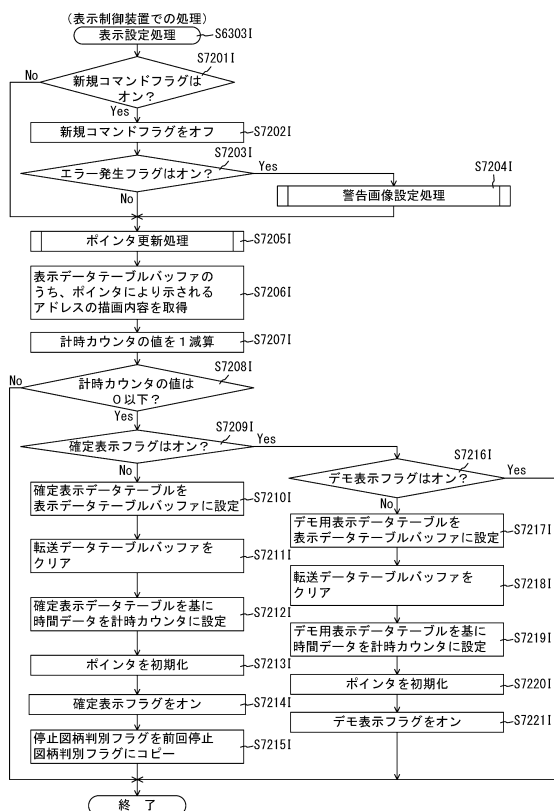 (表示制御装置での処理)
表示設定処理
S6303I
S7201I
新規コマンドフラグは
オン?
No
Yes
新規コマンドフラグをオフ
S7202I
S7203I
エラー発生フラグはオン?
Yes
No
S7204I
警告画像設定処理
ポインタ更新処理
S7205I
表示データテーブルバッファの
うち、ポインタにより示される
アドレスの描画内容を取得
S7206I
計時カウンタの値を1減算
S7207I
S7208I
計時カウンタの値は
0以下?
No
Yes
S7209I
確定表示フラグはオン?
Yes
No
確定表示データテーブルを
表示データテーブルバッファに設定
S7210I
転送データテーブルバッファを
クリア
S7211I
確定表示データテーブルを基に
時間データを計時カウンタに設定
S7212I
ポインタを初期化
S7213I
確定表示フラグをオン
S7214I
停止図柄判別フラグを前回停止
図柄判別フラグにコピー
S7215I
S7216I
デモ表示フラグはオン?
Yes
No
デモ用表示データテーブルを
表示データテーブルバッファに設定
S7217I
転送データテーブルバッファを
クリア
S7218I
デモ用表示データテーブルを基に
時間データを計時カウンタに設定
S7219I
ポインタを初期化
S7220I
デモ表示フラグをオン
S7221I
終 了